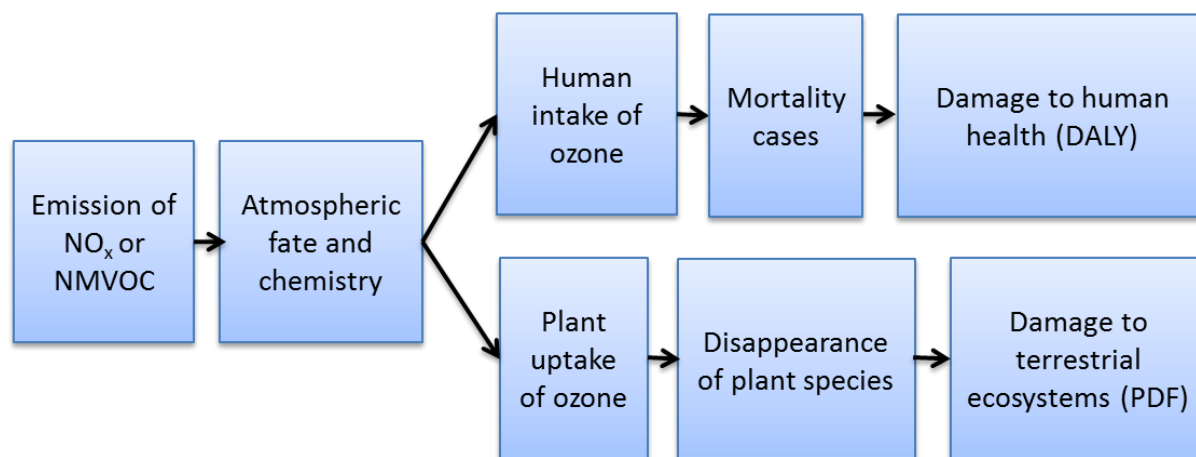 Emission of
NOx or
NMVOC
Atmospheric
fate and
chemistry
Human
intake of
ozone
Mortality
cases
Damage to human
health (DALY)
Plant
uptake
of ozone
Disappearance
of plant species
Damage to
terrestrial
ecosystems (PDF)